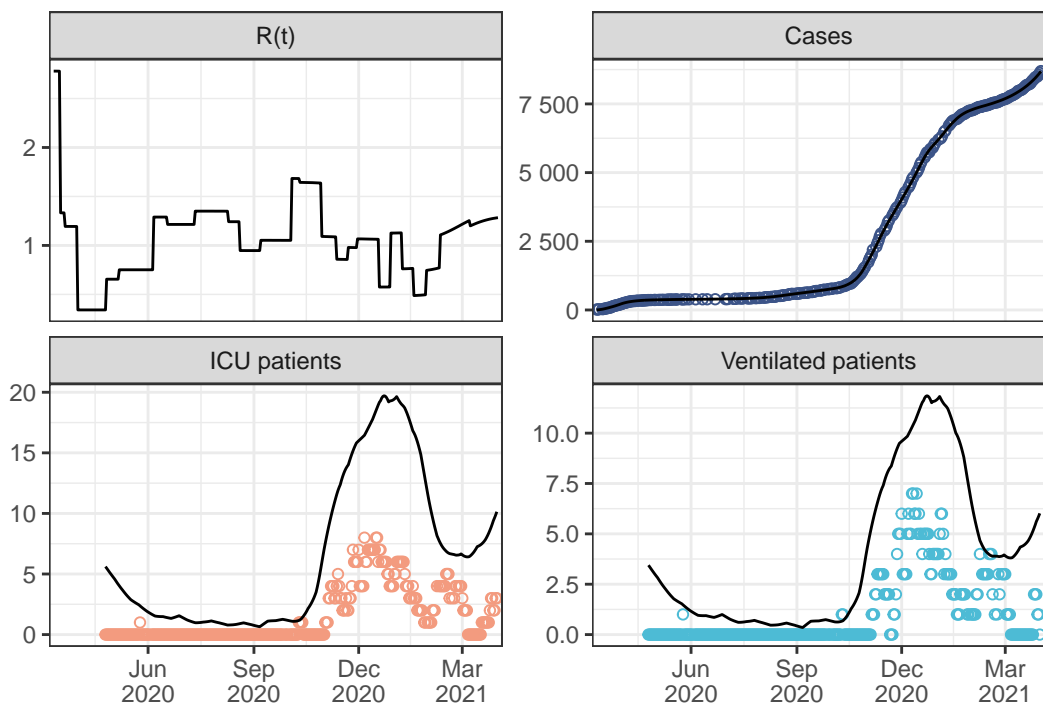 R(t)
Cases
2
1
7 500
5 000
2 500
0
ICU patients
Ventilated patients
20
15
10
5
0
10.0
7.5
5.0
2.5
0.0
Jun Sep Dec Mar
2020 2020 2020 2021
Jun Sep Dec Mar
2020 2020 2020 2021